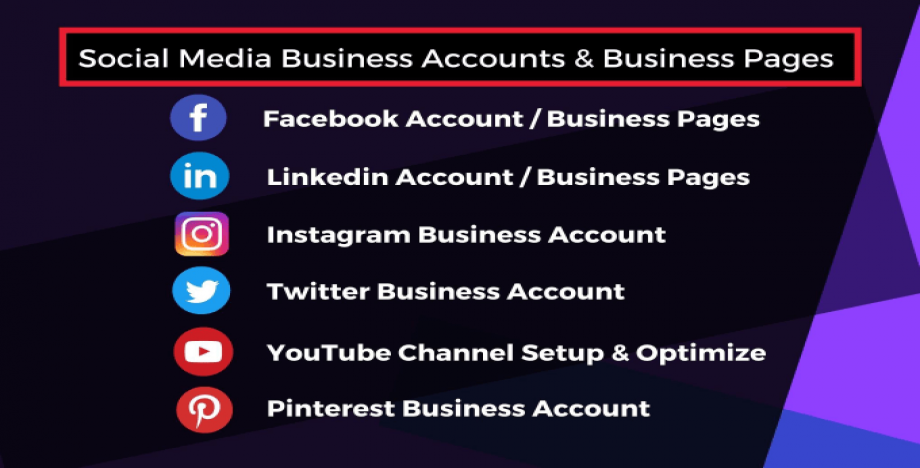 Social Media Business Accounts & Business Pages
f Facebook Account / Business Pages
in Linkedin Account / Business Pages
Instagram Business Account
Twitter Business Account
YouTube Channel Setup & Optimize
Pinterest Business Account